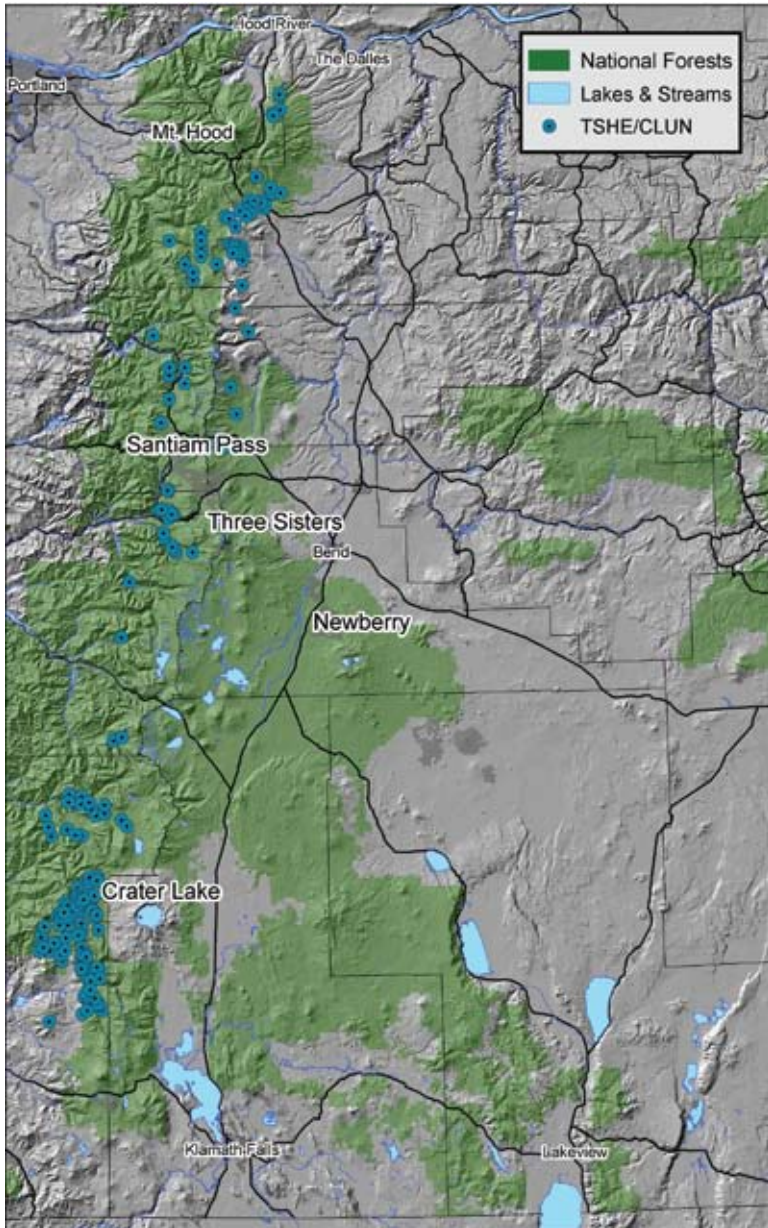 Hood River
The Dalles
Portland
Mt. Hood
National Forests
Lakes & Streams
TSHE/CLUN
Santiam Pass
Three Sisters
Bend
Newberry
Crater Lake
Klamath Falls
Lakeview